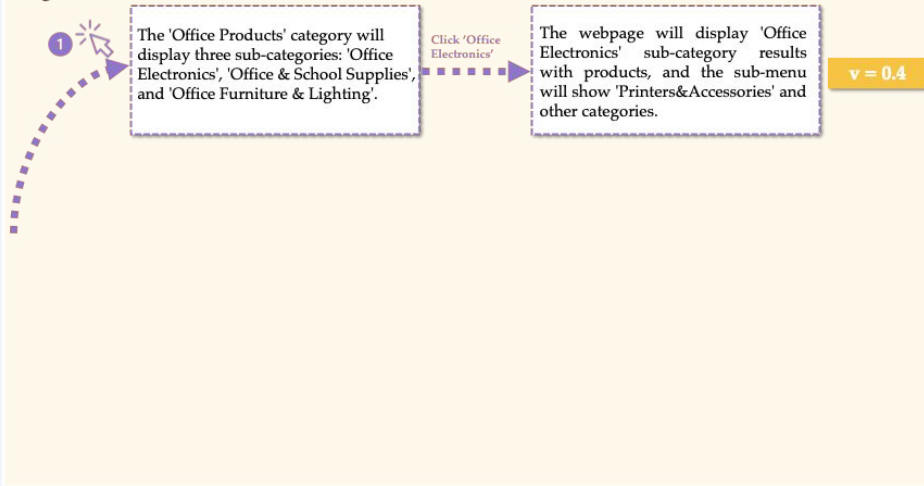 1
The 'Office Products' category will
display three sub-categories: 'Office
Electronics', 'Office & School Supplies',
and 'Office Furniture & Lighting'.
Click 'Office
Electronics'
The webpage will display 'Office
Electronics' sub-category results
with products, and the sub-menu
will show 'Printers&Accessories' and
other categories.
v = 0.4